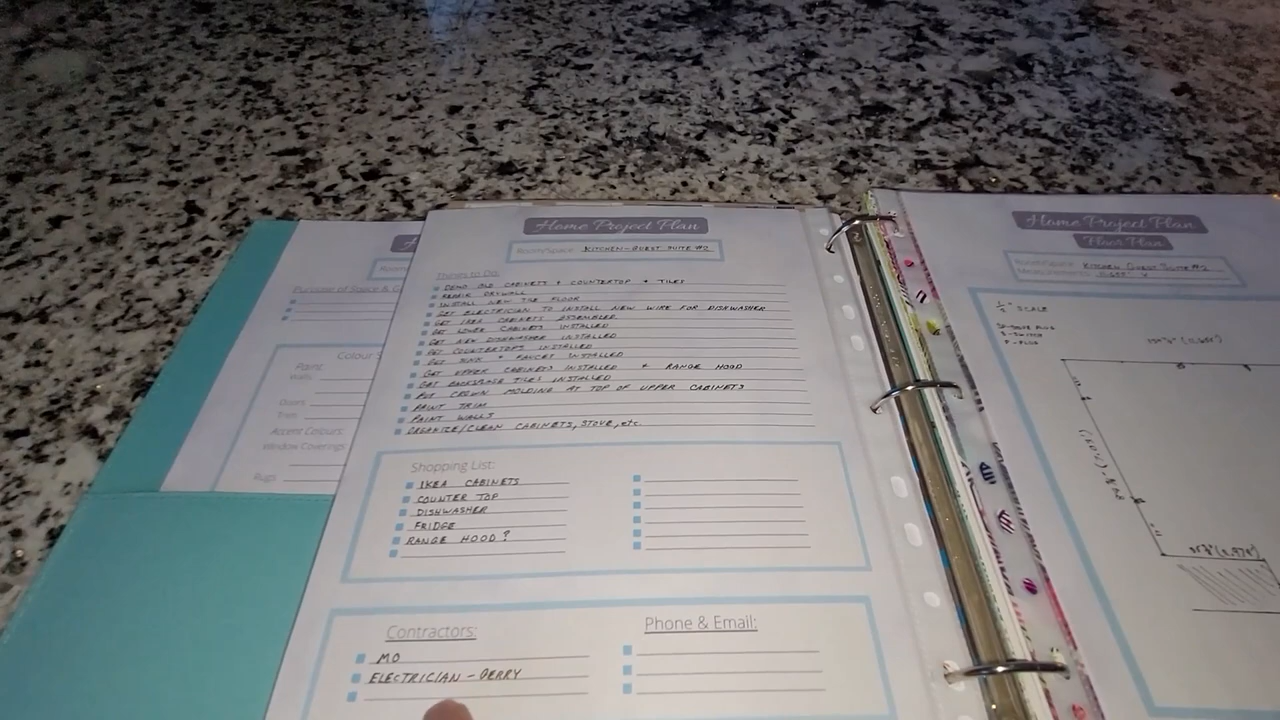 Home Project Plan
Room/Space: KITCHEN-GUEST SUITE #2
Things to Do:
DEMO OLD CABINETS + COUNTERTOP + TILES
REPAIR DRYWALL
INSTALL NEW TILE FLOOR
GET ELECTRICIAN TO INSTALL NEW WIRE FOR DISHWASHER
GET IKEA CABINETS ASSEMBLED
GET LOWER CABINETS INSTALLED
GET NEW DISHWASHER INSTALLED
GET COUNTERTOPS INSTALLED
GET SINK + FAUCES INSTALLED
GET UPPER CABINETS INSTALLED + RANGE HOOD
GET BACKSPLASH TILES INSTALLED
PUT CROWN MOLDING AT TOP OF UPPER CABINETS
PAINT TRIM
PAINT WALLS
ORGANIZE/CLEAN CABINETS, STOVE, etc.
Shopping List:
IKEA CABINETS
COUNTER TOP
DISHWASHER
FRIDGE
RANGE HOOD?
Contractors:
MO
ELECTRICIAN - GERRY
Phone & Email:
Purpose of Space & G
Colour S
Paint
Walls
Doors
Trim
Accent Colours:
Window Coverings
Rugs
Home Project Plan
Floor Plan
Room/Space: KITCHEN GUEST SUITE #2
Measurements:
SCALE